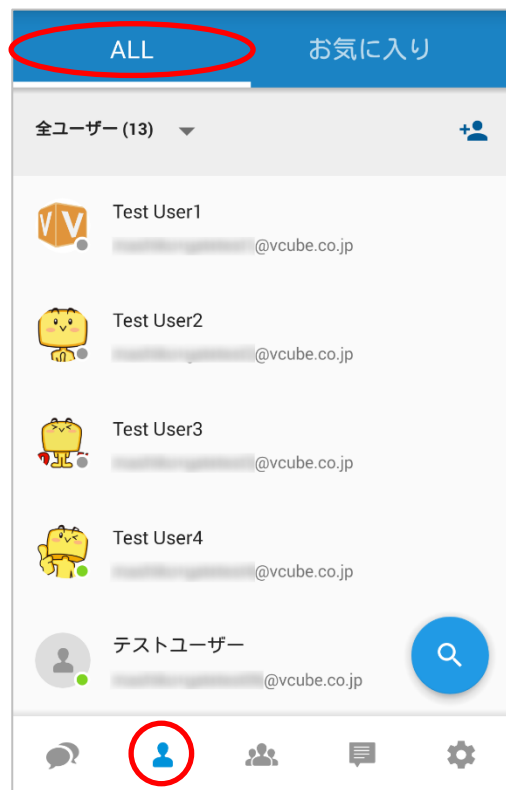 ALL お気に入り
全ユーザー (13)
Test User1
@vcube.co.jp
Test User2
@vcube.co.jp
Test User3
@vcube.co.jp
Test User4
@vcube.co.jp
テストユーザー
@vcube.co.jp